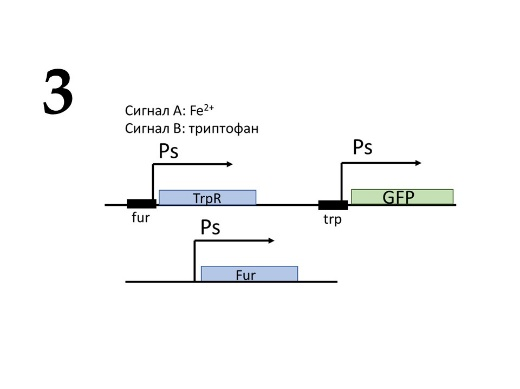 3
Сигнал А: Fe²⁺
Сигнал В: триптофан
Ps
Ps
TrpR
GFP
fur
trp
Ps
Fur